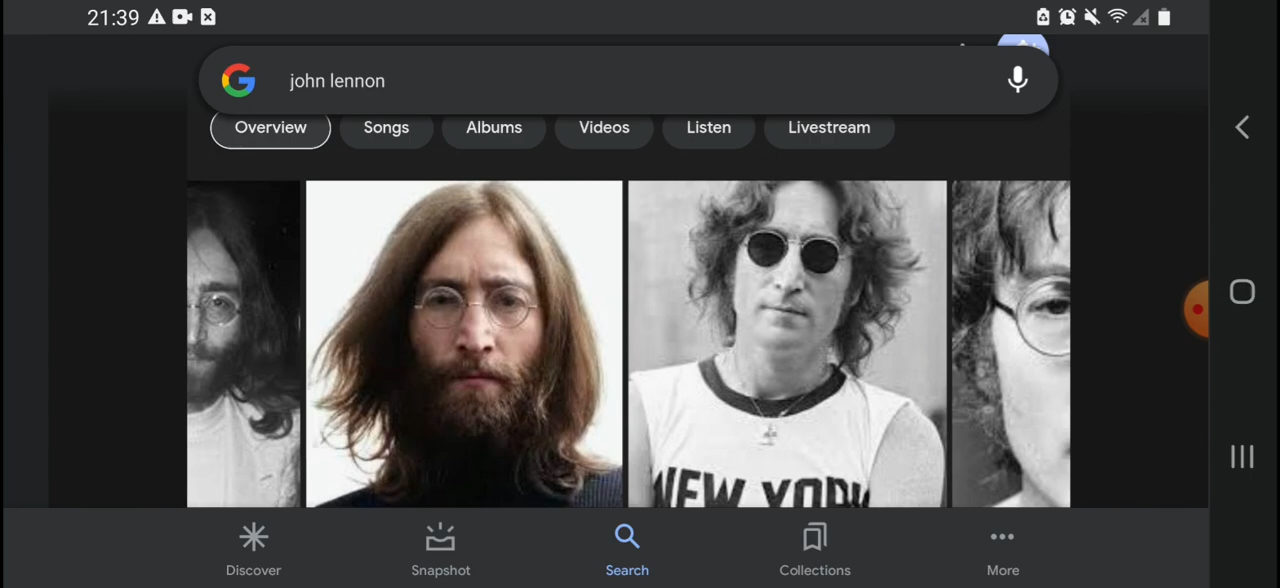 21:39
john lennon
Overview
Songs
Albums
Videos
Listen
Livestream
NEW YORK
Discover
Snapshot
Search
Collections
More